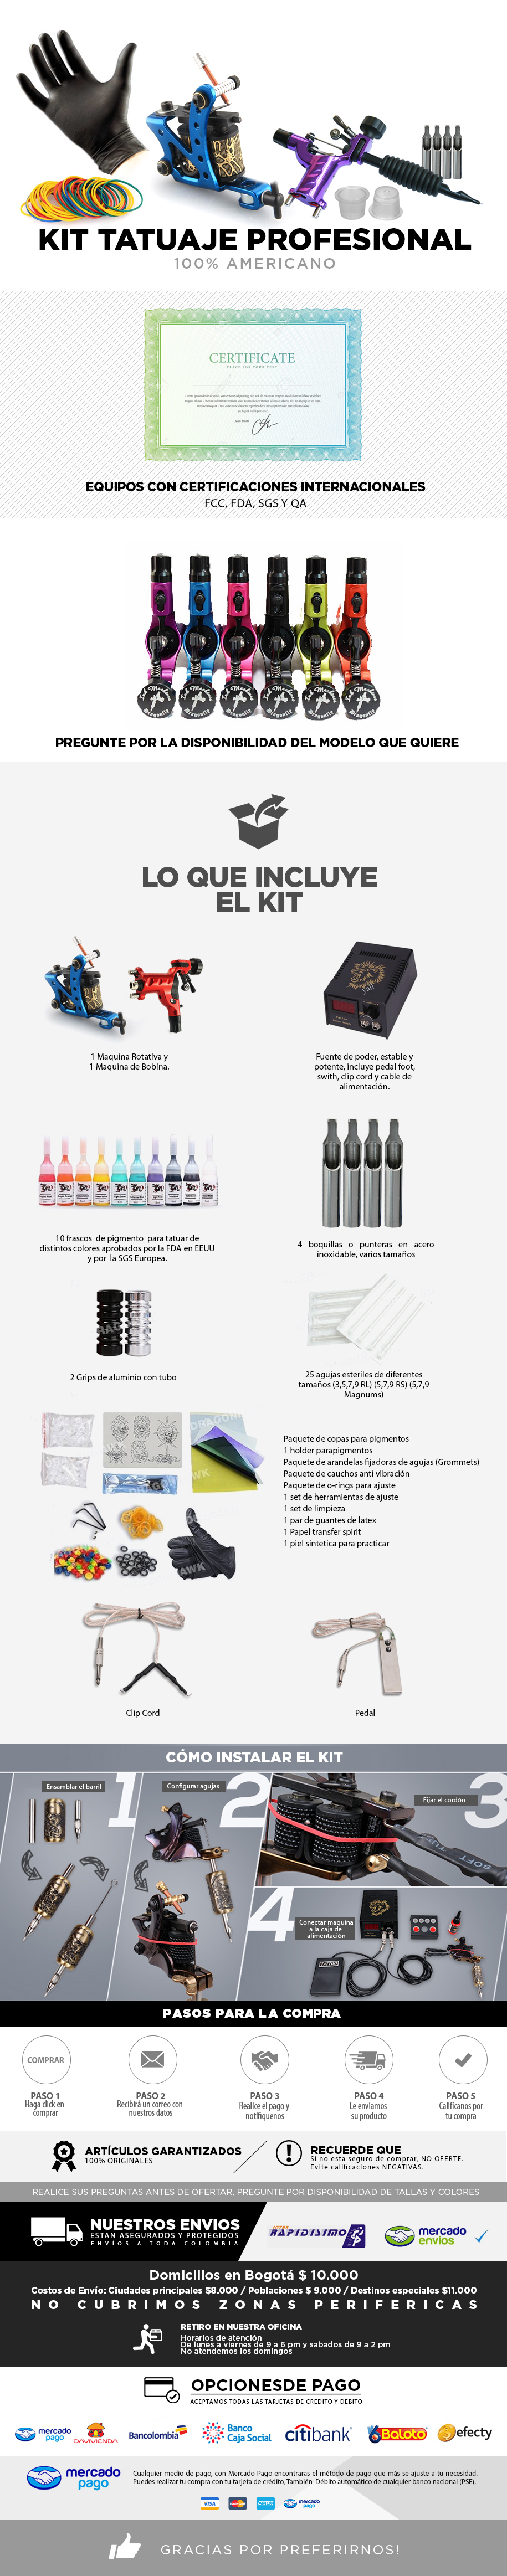 KIT TATUAJE PROFESIONAL
100% AMERICANO
CERTIFICATE
PLACE FOR YOUR TEXT
EQUIPOS CON CERTIFICACIONES INTERNACIONALES
FCC, FDA, SGS Y QA
PREGUNTE POR LA DISPONIBILIDAD DEL MODELO QUE QUIERE
LO QUE INCLUYE
EL KIT
1 Maquina Rotativa y
1 Maquina de Bobina.
Fuente de poder, estable y
potente, incluye pedal foot,
swith, clip cord y cable de
alimentación.
10 frascos de pigmento para tatuar de
distintos colores aprobados por la FDA en EEUU
y por la SGS Europea.
4 boquillas o punteras en acero
inoxidable, varios tamaños
2 Grips de aluminio con tubo
25 agujas esteriles de diferentes
tamaños (3,5,7,9 RL) (5,7,9 RS) (5,7,9
Magnums)
Paquete de copas para pigmentos
1 holder parapigmentos
Paquete de arandelas fijadoras de agujas (Grommets)
Paquete de cauchos anti vibración
Paquete de o-rings para ajuste
1 set de herramientas de ajuste
1 set de limpieza
1 par de guantes de latex
1 Papel transfer spirit
1 piel sintetica para practicar
Clip Cord
Pedal
CÓMO INSTALAR EL KIT
Ensamblar el barril
1
Configurar agujas
2
Fijar el cordón
3
4
Conectar maquina
a la caja de
alimentación
PASOS PARA LA COMPRA
COMPRAR
PASO 1
Haga click en
comprar
PASO 2
Recibirá un correo con
nuestros datos
PASO 3
Realice el pago y
notifiquenos
PASO 4
Le enviamos
su producto
PASO 5
Calificanos por
tu compra
ARTÍCULOS GARANTIZADOS
100% ORIGINALES
RECUERDE QUE
Si no esta seguro de comprar, NO OFERTE.
Evite calificaciones NEGATIVAS.
REALICE SUS PREGUNTAS ANTES DE OFERTAR, PREGUNTE POR DISPONIBILIDAD DE TALLAS Y COLORES
NUESTROS ENVIOS
ESTAN ASEGURADOS Y PROTEGIDOS
ENVÍOS A TODA COLOMBIA
INTER
RAPIDISIMO
mercado
envios
Domicilios en Bogotá $ 10.000
Costos de Envío: Ciudades principales $8.000 / Poblaciones $ 9.000 / Destinos especiales $11.000
NO CUBRIMOS ZONAS PERIFERICAS
RETIRO EN NUESTRA OFICINA
Horarios de atención
De lunes a viernes de 9 a 6 pm y sabados de 9 a 2 pm
No atendemos los domingos
OPCIONESDE PAGO
ACEPTAMOS TODAS LAS TARJETAS DE CRÉDITO Y DÉBITO
mercado
pago
DAVIVIENDA
Bancolombia
Banco
Caja Social
citibank
Baloto
efecty
mercado
pago
Cualquier medio de pago, con Mercado Pago encontraras el método de pago que más se ajuste a tu necesidad.
Puedes realizar tu compra con tu tarjeta de crédito, También Débito automático de cualquier banco nacional (PSE).
VISA
MasterCard
mercado
pago
GRACIAS POR PREFERIRNOS!